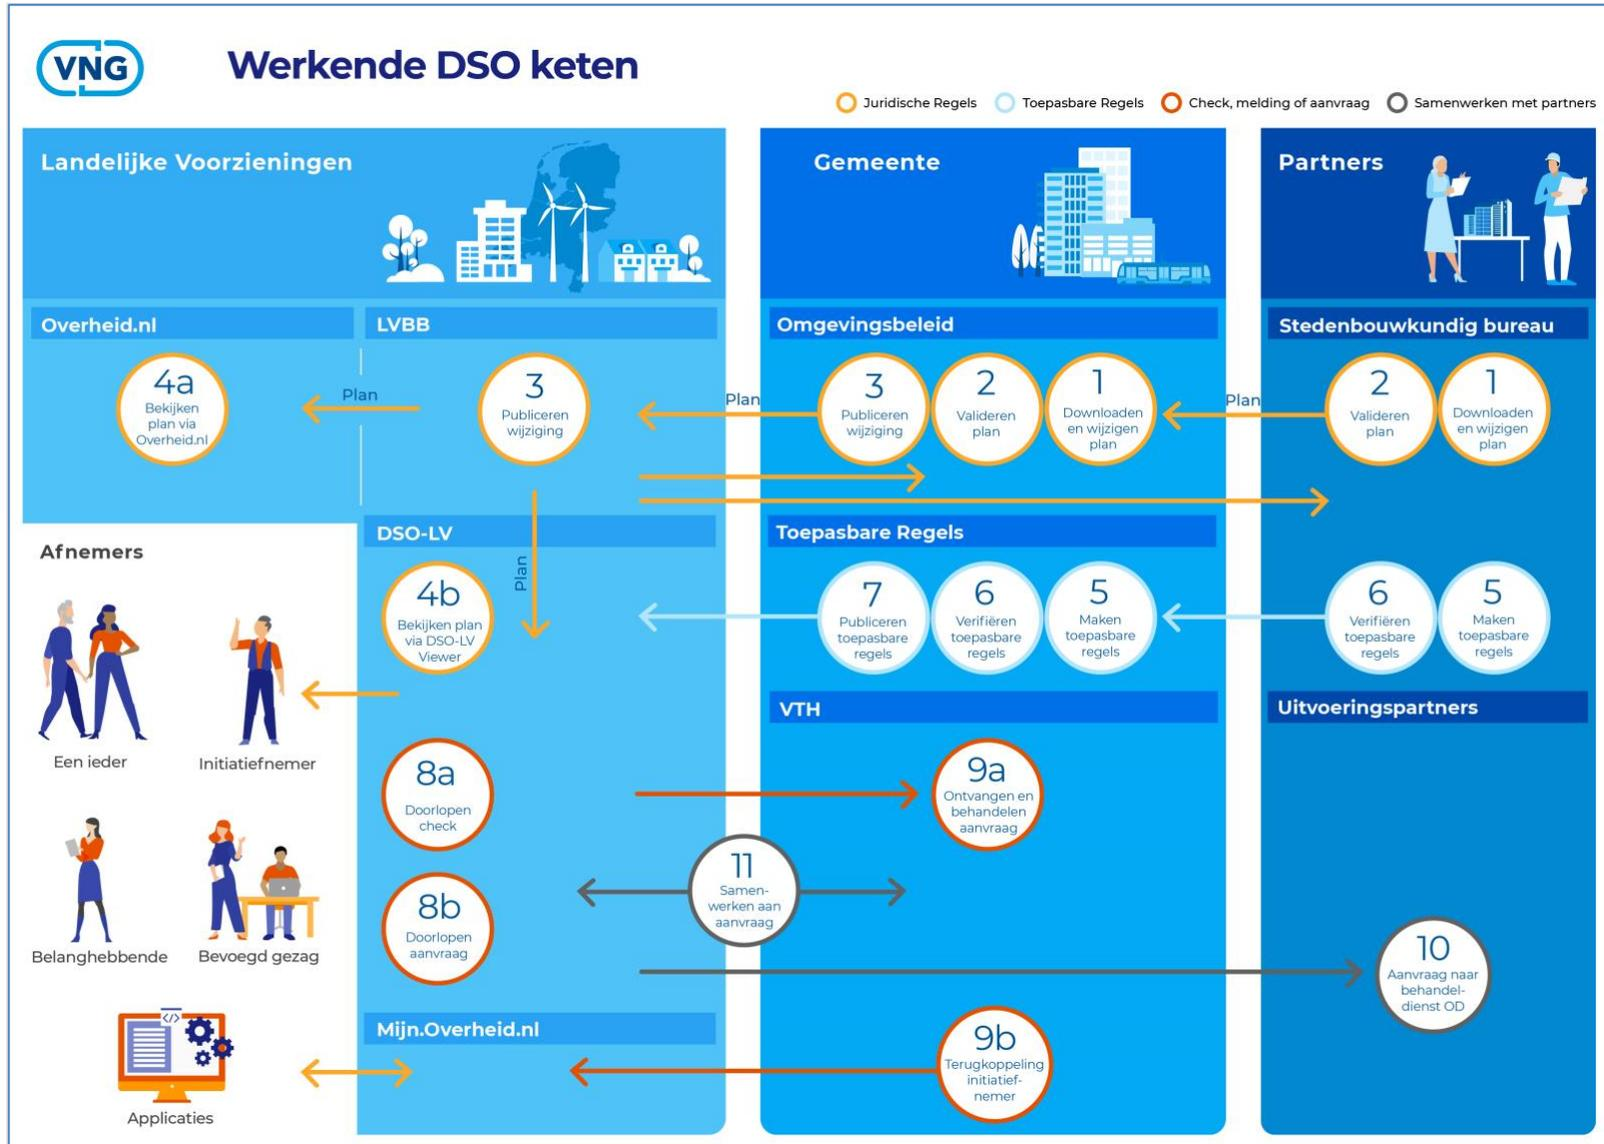 VNG
Werkende DSO keten
Juridische Regels
Toepasbare Regels
Check, melding of aanvraag
Samenwerken met partners
Landelijke Voorzieningen
Gemeente
Partners
Overheid.nl
LVBB
Omgevingsbeleid
Stedenbouwkundig bureau
4a
Bekijken
plan via
Overheid.nl
Plan
3
Publiceren
wijziging
Plan
3
Publiceren
wijziging
2
Valideren
plan
1
Downloaden
en wijzigen
plan
Plan
2
Valideren
plan
1
Downloaden
en wijzigen
plan
Afnemers
DSO-LV
Toepasbare Regels
4b
Bekijken plan
via DSO-LV
Viewer
Plan
7
Publiceren
toepasbare
regels
6
Verifiëren
toepasbare
regels
5
Maken
toepasbare
regels
6
Verifiëren
toepasbare
regels
5
Maken
toepasbare
regels
VTH
Uitvoeringspartners
Een ieder
Initiatiefnemer
8a
Doorlopen
check
9a
Ontvangen en
behandelen
aanvraag
11
Samen-
werken aan
aanvraag
8b
Doorlopen
aanvraag
Belanghebbende
Bevoegd gezag
10
Aanvraag naar
behandel-
dienst OD
Mijn.Overheid.nl
9b
Terugkoppeling
initiatief-
nemer
</>
Applicaties